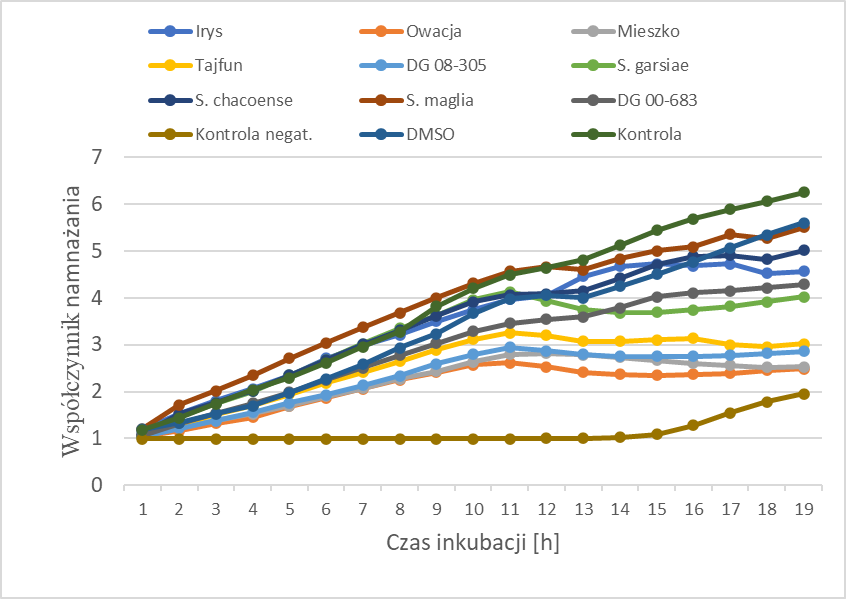 Irys Owacja Mieszko
Tajfun DG 08-305 S. garsiae
S. chacoense S. maglia DG 00-683
Kontrola negat. DMSO Kontrola
Współczynnik namnażania
7
6
5
4
3
2
1
0
1 2 3 4 5 6 7 8 9 10 11 12 13 14 15 16 17 18 19
Czas inkubacji [h]